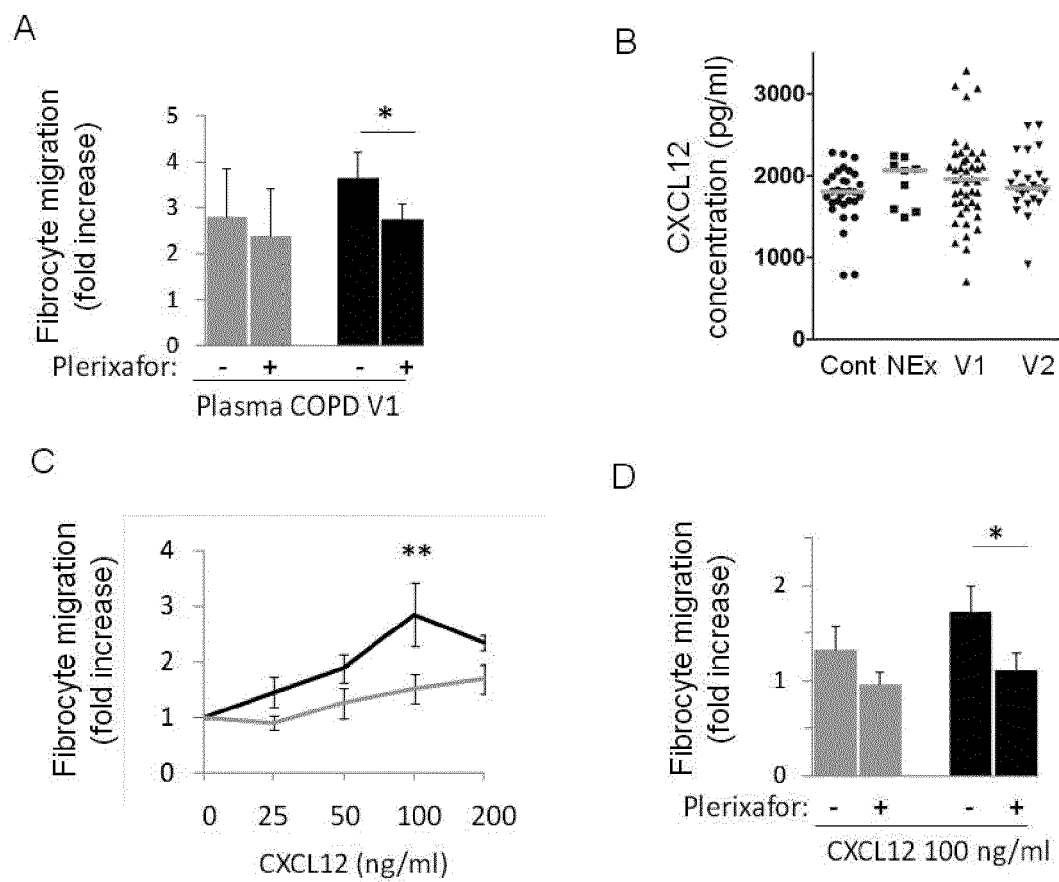 A
Fibrocyte migration
(fold increase)
5
4
3
2
1
0
*
Plerixafor: - + - +
Plasma COPD V1
B
CXCL12
concentration (pg/ml)
3000
2000
1000
0
Cont NEx V1 V2
C
Fibrocyte migration
(fold increase)
4
3
2
1
0
**
0 25 50 100 200
CXCL12 (ng/ml)
D
Fibrocyte migration
(fold increase)
2
1
0
*
Plerixafor: - + - +
CXCL12 100 ng/ml